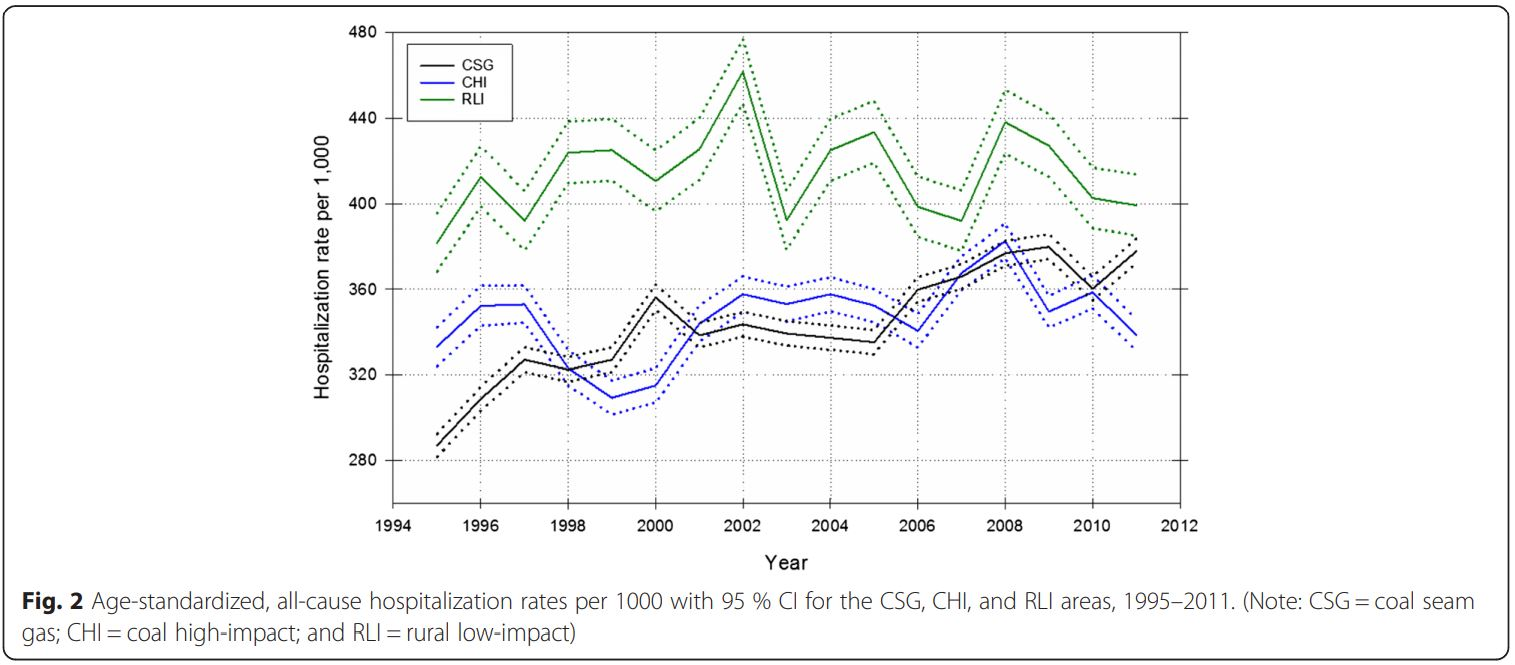 480
440
400
360
320
280
Hospitalization rate per 1,000
CSG
CHI
RLI
1994 1996 1998 2000 2002 2004 2006 2008 2010 2012
Year
Fig. 2 Age-standardized, all-cause hospitalization rates per 1000 with 95 % CI for the CSG, CHI, and RLI areas, 1995–2011. (Note: CSG = coal seam
gas; CHI = coal high-impact; and RLI = rural low-impact)